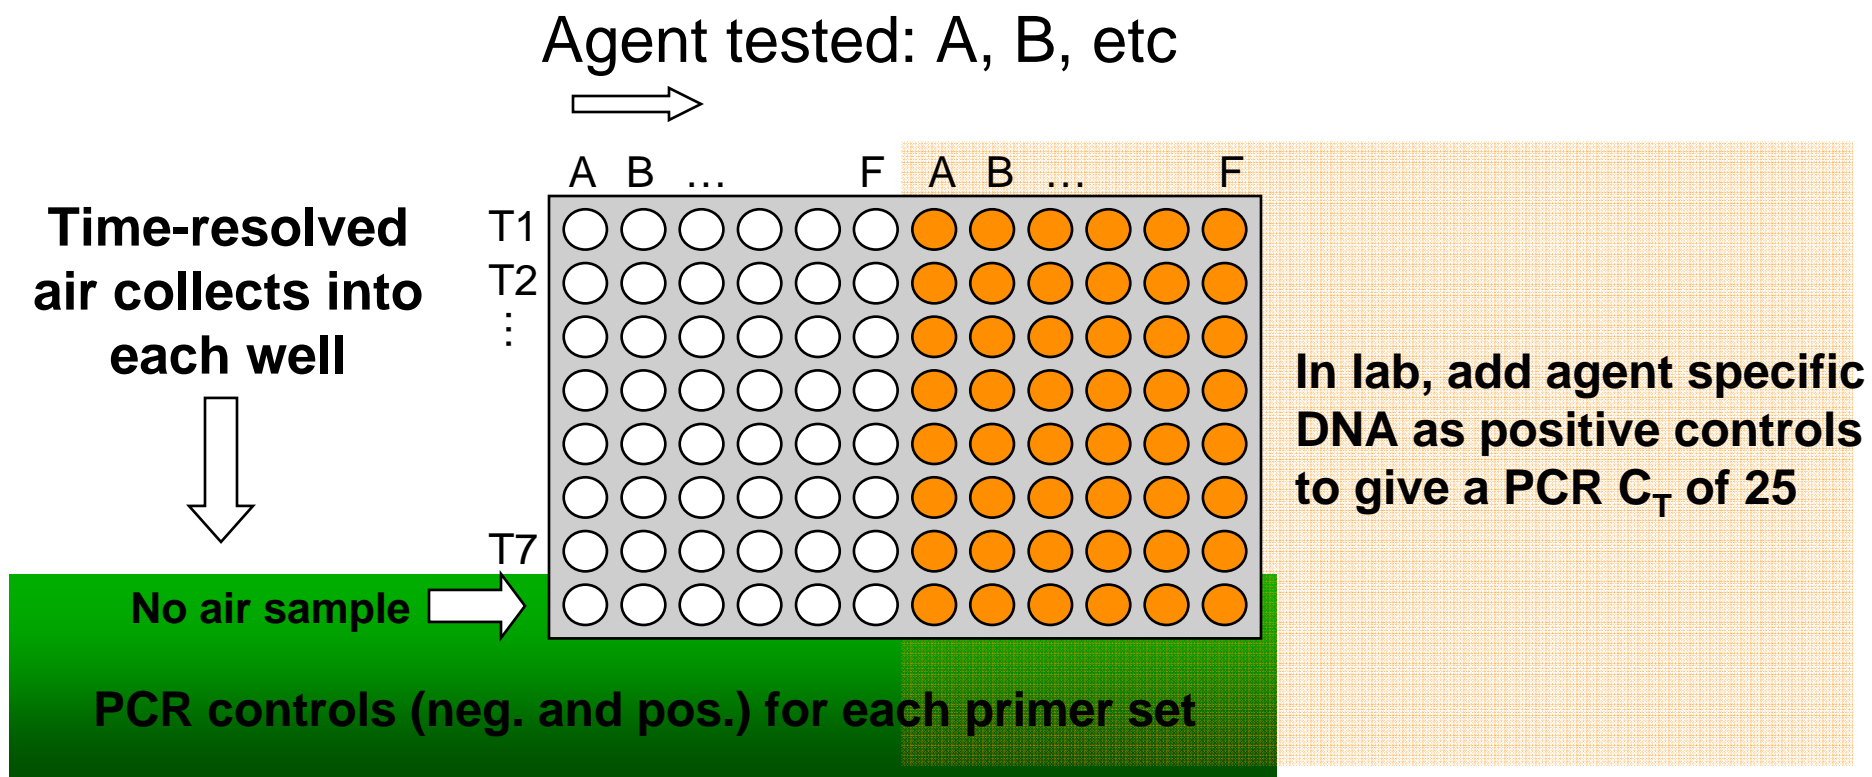 Agent tested: A, B, etc
A B … F A B … F
Time-resolved
air collects into
each well
T1
T2
⋮
T7
In lab, add agent specific
DNA as positive controls
to give a PCR C_T of 25
No air sample
PCR controls (neg. and pos.) for each primer set